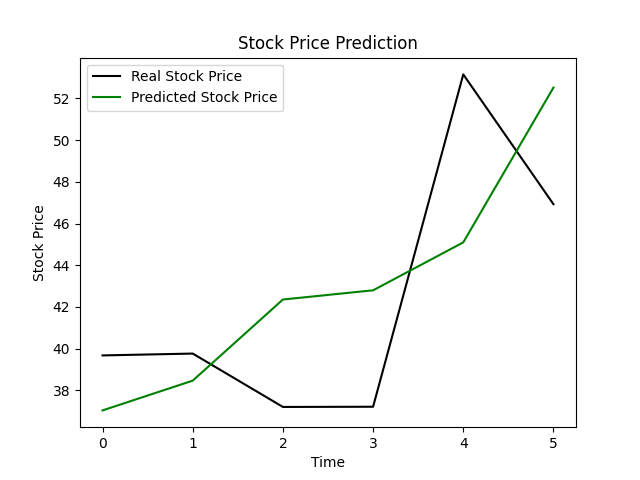 Stock Price Prediction
Real Stock Price
Predicted Stock Price
Stock Price
52
50
48
46
44
42
40
38
0 1 2 3 4 5
Time